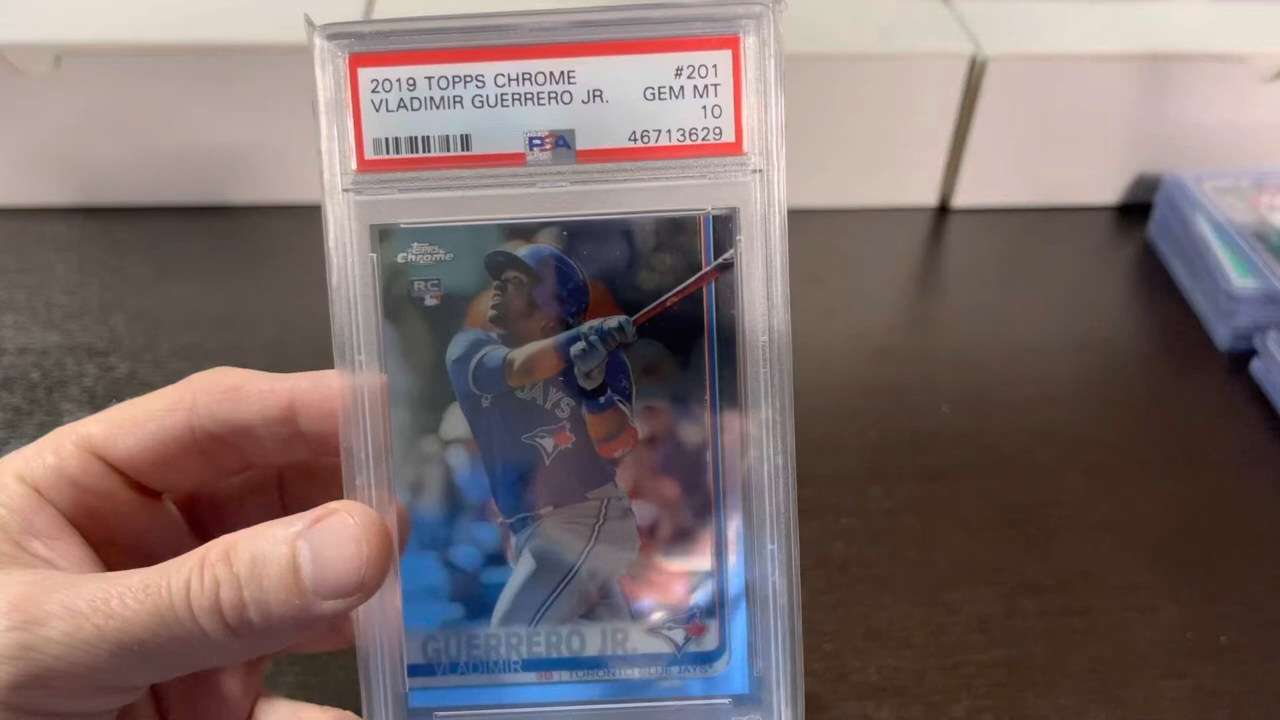 2019 TOPPS CHROME #201
VLADIMIR GUERRERO JR. GEM MT
10
PSA 46713629
TOPPS
Chrome
RC
JAYS
GUERRERO JR.
VLADIMIR
3B | TORONTO BLUE JAYS